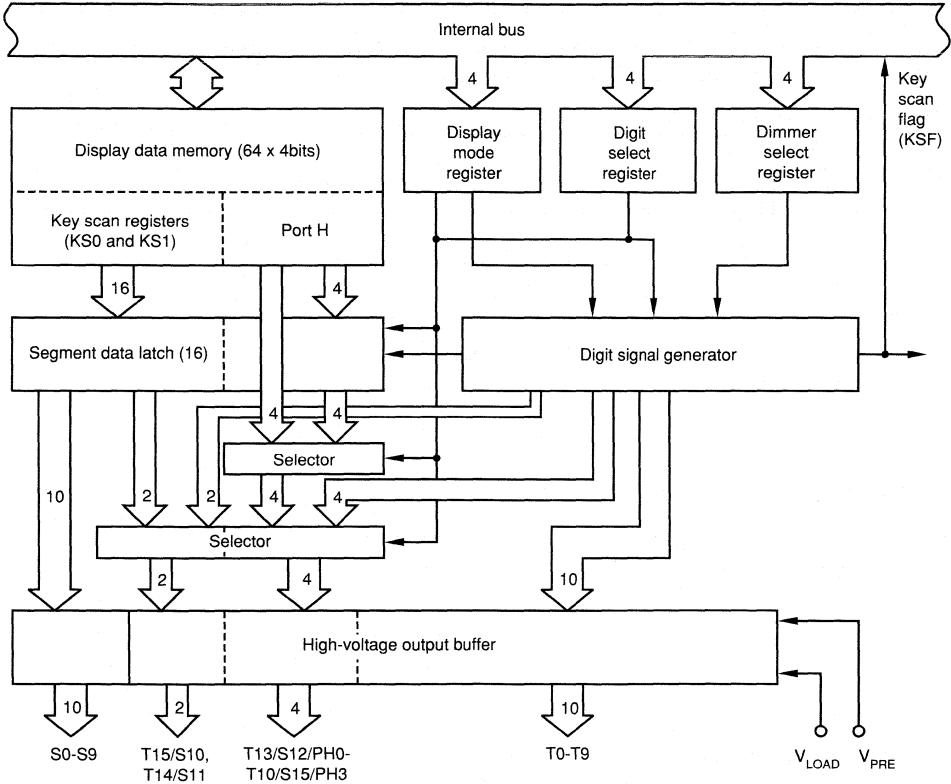 Internal bus
4
4
4
Key
scan
flag
(KSF)
Display data memory (64 x 4bits)
Display
mode
register
Digit
select
register
Dimmer
select
register
Key scan registers
(KS0 and KS1)
Port H
16
4
Segment data latch (16)
Digit signal generator
4
4
Selector
10
2
2
4
4
Selector
2
4
10
High-voltage output buffer
10
2
4
10
S0-S9
T15/S10,
T14/S11
T13/S12/PH0-
T10/S15/PH3
T0-T9
VLOAD
VPRE